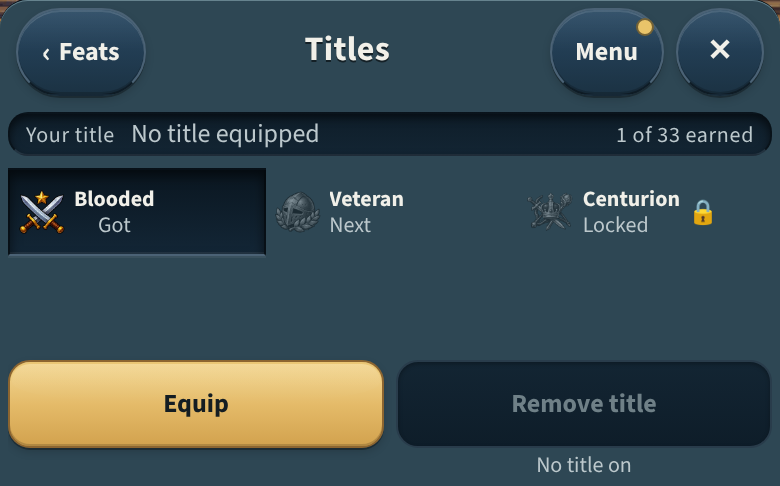 ‹ Feats
Titles
Menu
✕
Your title No title equipped
1 of 33 earned
Blooded
Got
Veteran
Next
Centurion
Locked
Equip
Remove title
No title on